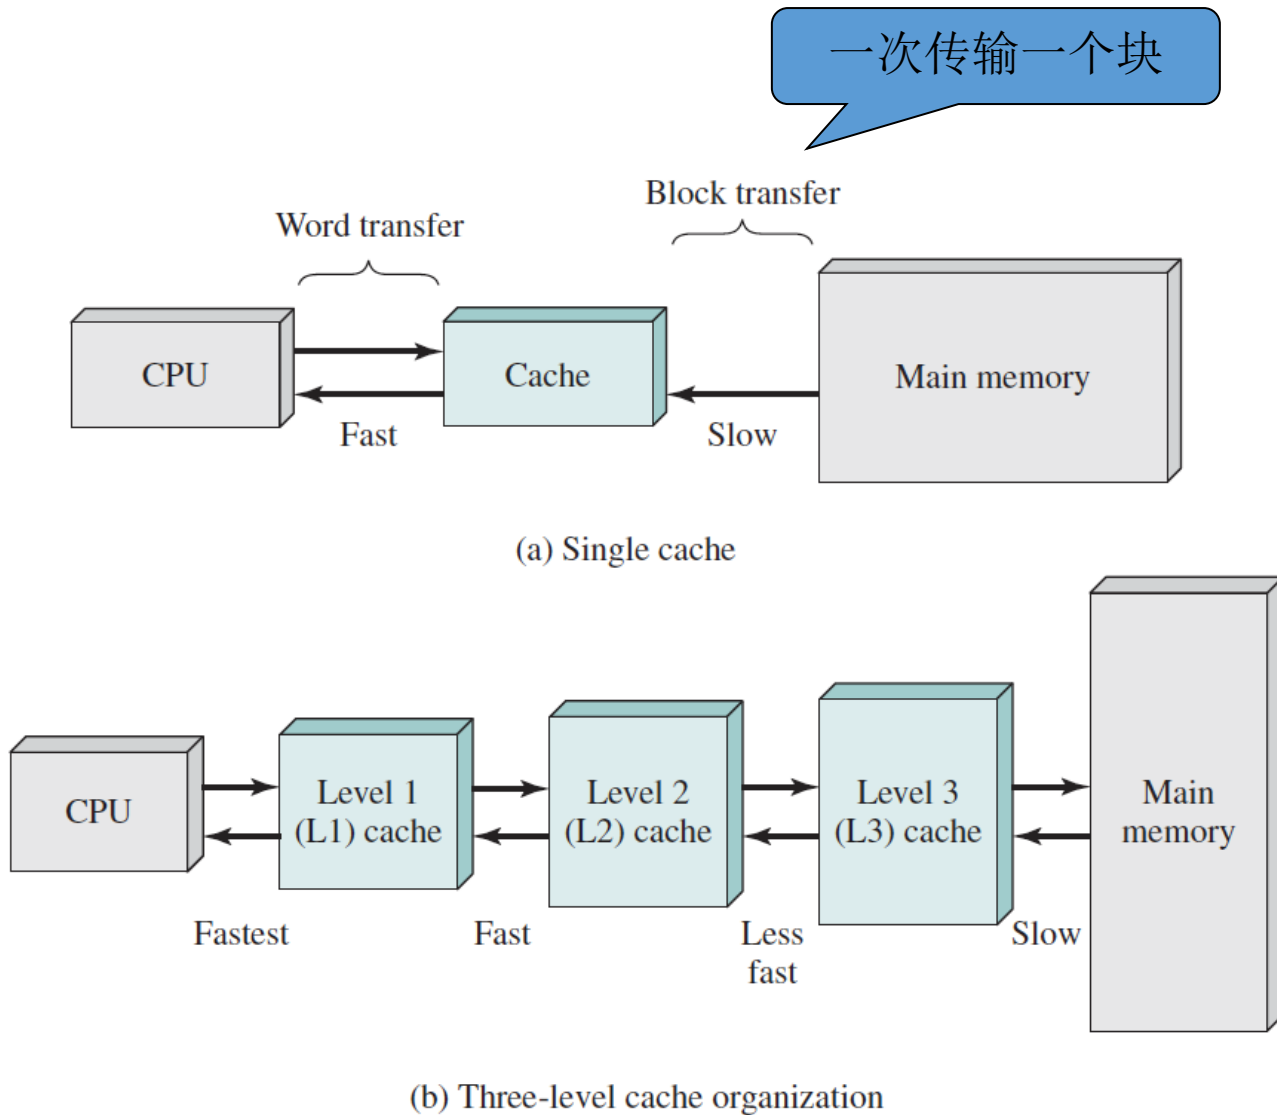 一次传输一个块
Block transfer
Word transfer
CPU
Cache
Main memory
Fast
Slow
(a) Single cache
CPU
Level 1
(L1) cache
Level 2
(L2) cache
Level 3
(L3) cache
Main
memory
Fastest
Fast
Less
fast
Slow
(b) Three-level cache organization